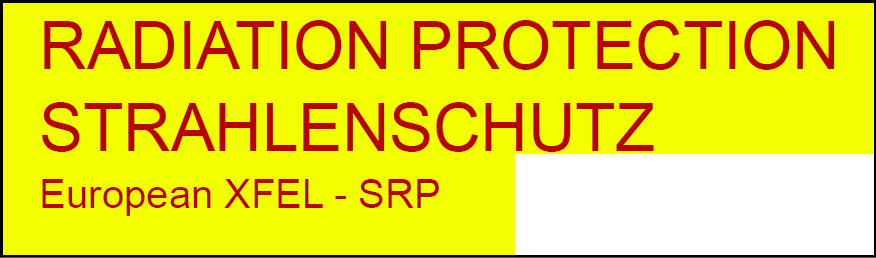 RADIATION PROTECTION
STRAHLENSCHUTZ
European XFEL - SRP